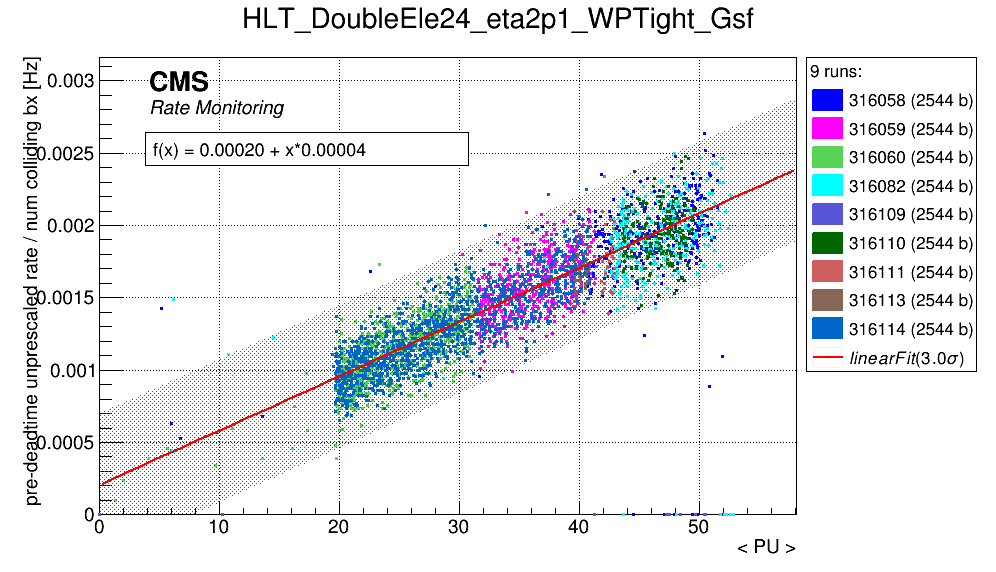 HLT_DoubleEle24_eta2p1_WPTight_Gsf
pre-deadtime unprescaled rate / num colliding bx [Hz]
0.003
0.0025
0.002
0.0015
0.001
0.0005
0
CMS
Rate Monitoring
f(x) = 0.00020 + x*0.00004
0 10 20 30 40 50
< PU >
9 runs:
316058 (2544 b)
316059 (2544 b)
316060 (2544 b)
316082 (2544 b)
316109 (2544 b)
316110 (2544 b)
316111 (2544 b)
316113 (2544 b)
316114 (2544 b)
linearFit(3.0σ)